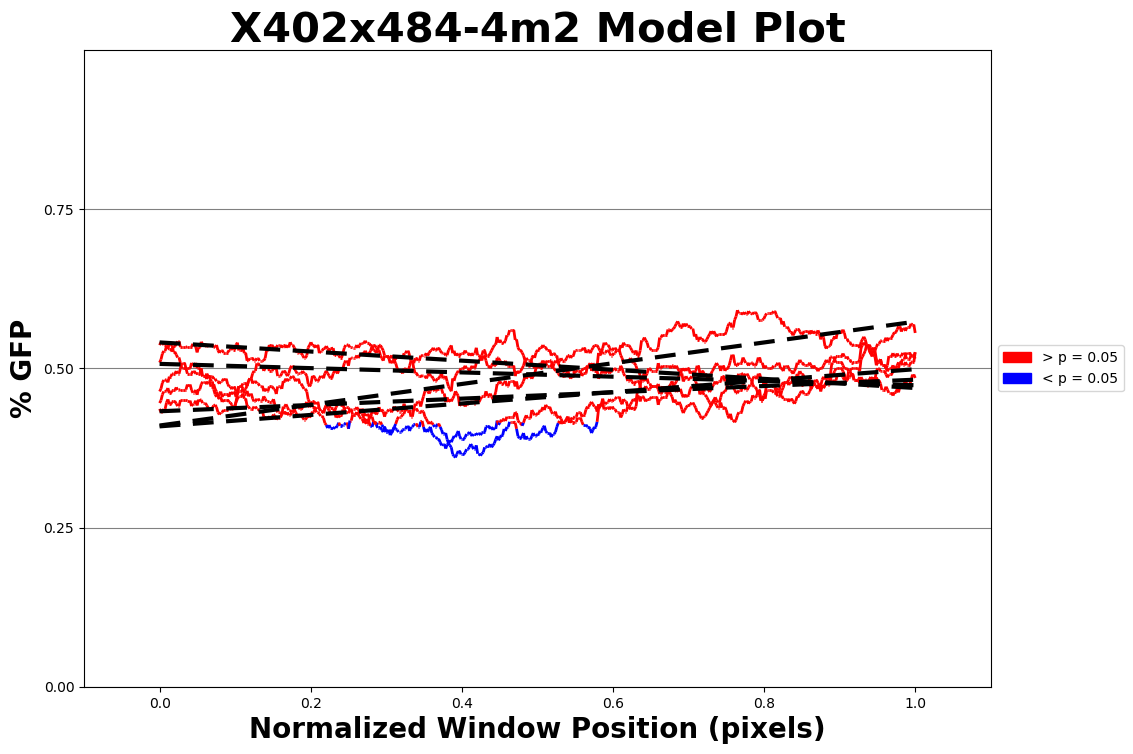 X402x484-4m2 Model Plot
% GFP
0.75
0.50
0.25
0.00
0.0 0.2 0.4 0.6 0.8 1.0
Normalized Window Position (pixels)
> p = 0.05
< p = 0.05